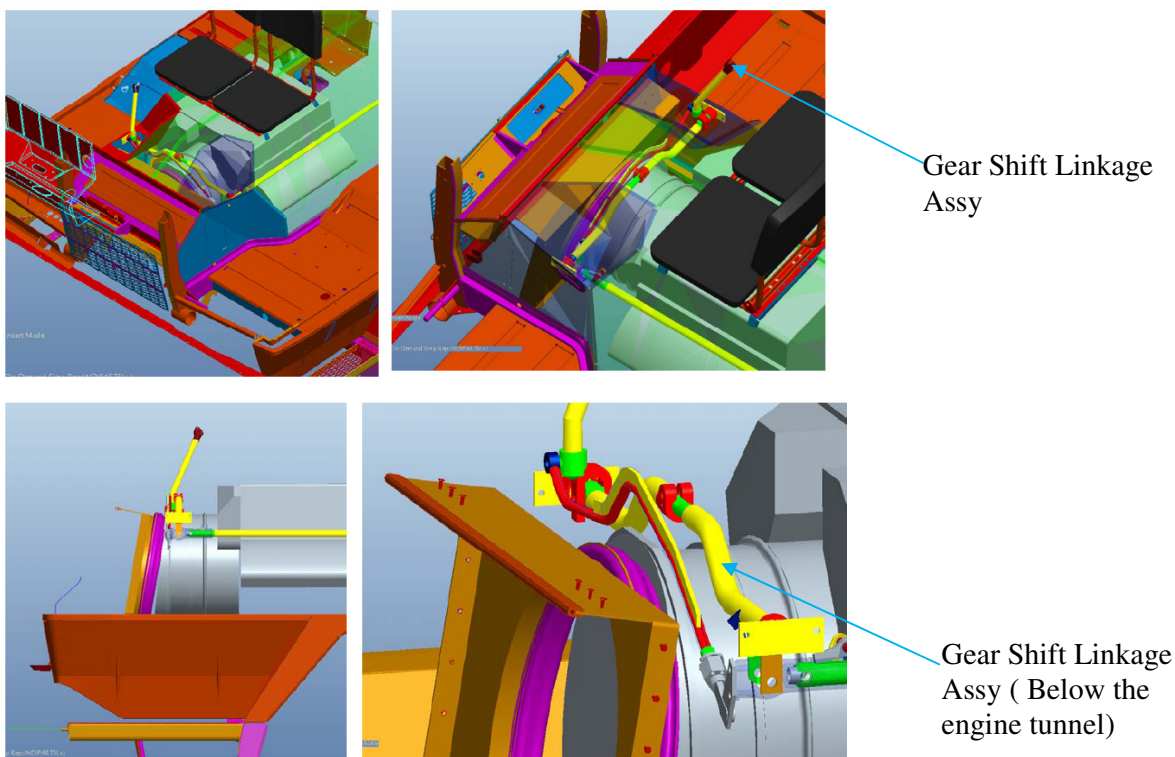 Gear Shift Linkage
Assy
Gear Shift Linkage
Assy ( Below the
engine tunnel)